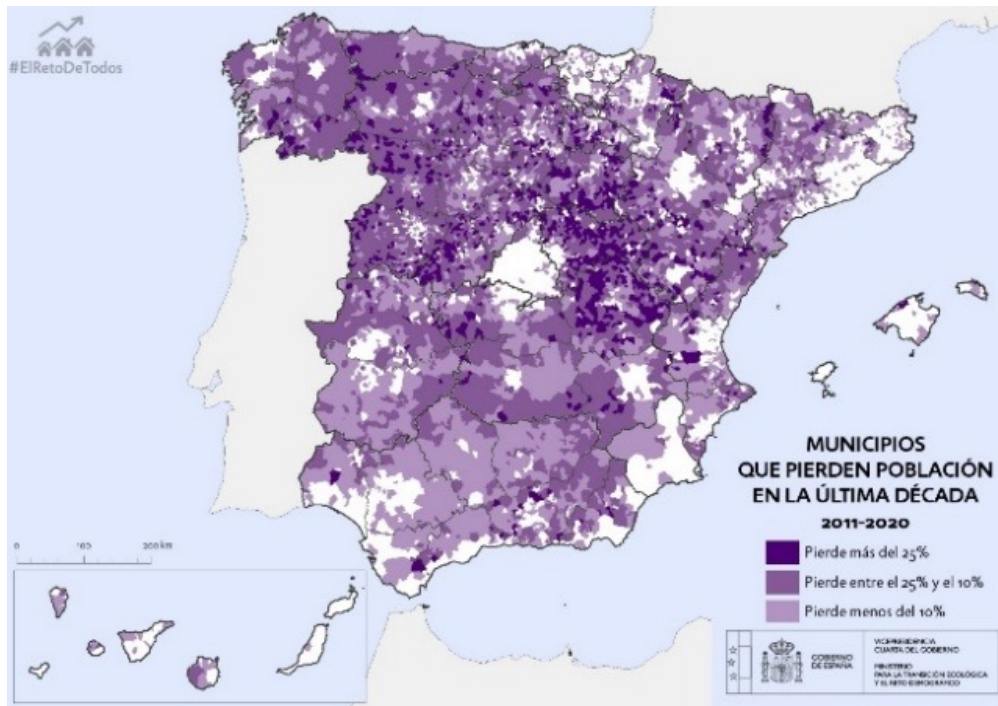 #ElRetoDeTodos
MUNICIPIOS
QUE PIERDEN POBLACIÓN
EN LA ÚLTIMA DÉCADA
2011-2020
Pierde más del 25%
Pierde entre el 25% y el 10%
Pierde menos del 10%
0 100 200 km
GOBIERNO
DE ESPAÑA
VICEPRESIDENCIA
CUARTA DEL GOBIERNO
MINISTERIO
PARA LA TRANSICIÓN ECOLÓGICA
Y EL RETO DEMOGRÁFICO